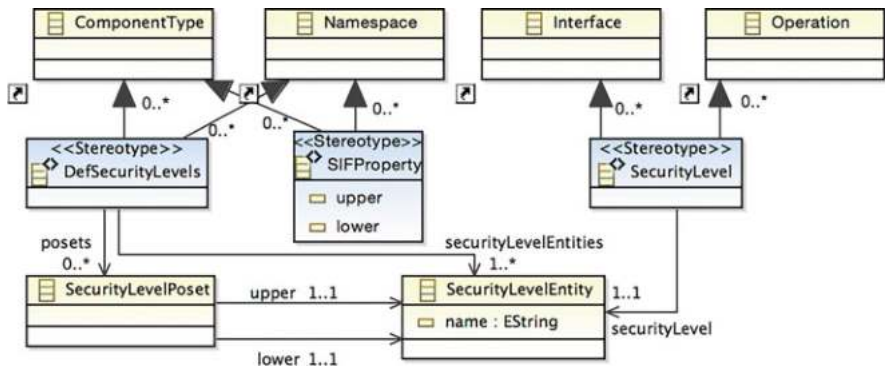 ComponentType
Namespace
Interface
Operation
0..*
0..*
0..*
0..*
0..*
0..*
<<Stereotype>>
DefSecurityLevels
<<Stereotype>>
SIFProperty
upper
lower
<<Stereotype>>
SecurityLevel
posets
0..*
securityLevelEntities
1..*
SecurityLevelPoset
upper 1..1
SecurityLevelEntity
name : EString
1..1
securityLevel
lower 1..1